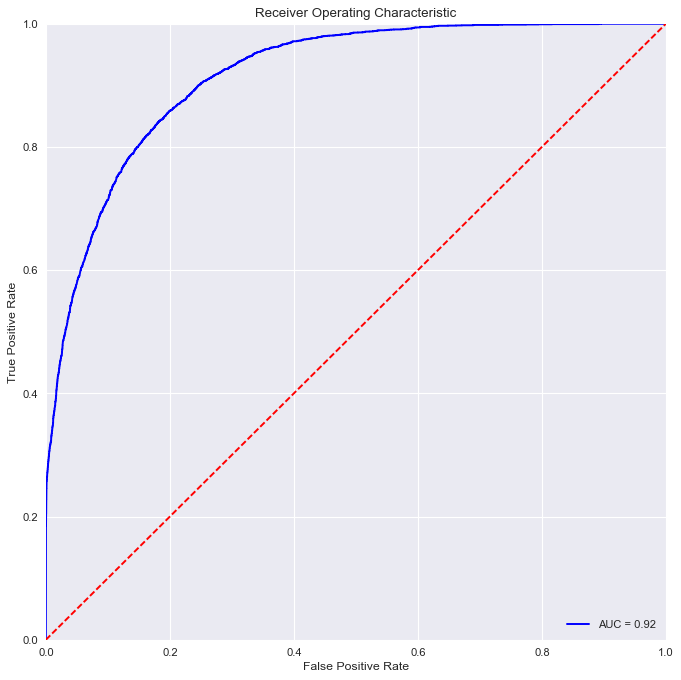 Receiver Operating Characteristic
1.0
0.8
0.6
0.4
0.2
0.0
True Positive Rate
AUC = 0.92
0.0 0.2 0.4 0.6 0.8 1.0
False Positive Rate